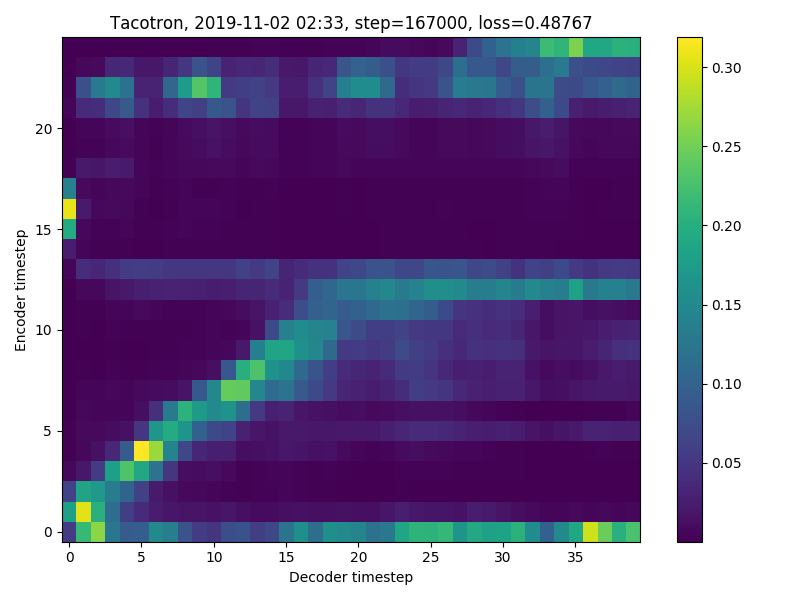 Tacotron, 2019-11-02 02:33, step=167000, loss=0.48767
Encoder timestep
20
15
10
5
0
0 5 10 15 20 25 30 35
Decoder timestep
0.30
0.25
0.20
0.15
0.10
0.05